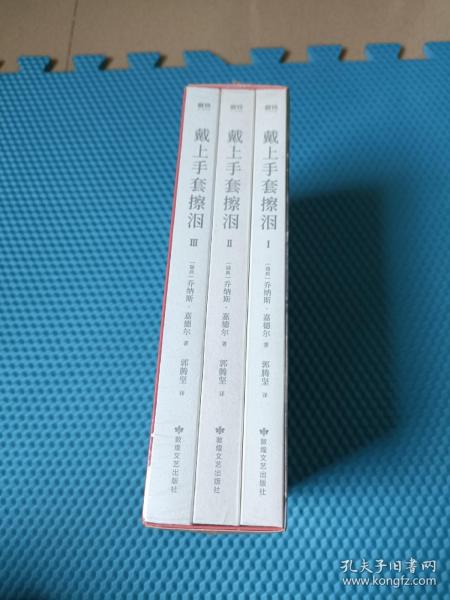 戴上手套擦泪 I
（瑞典）乔纳斯·嘉德尔 著
郭腾坚 译
敦煌文艺出版社
戴上手套擦泪 II
（瑞典）乔纳斯·嘉德尔 著
郭腾坚 译
敦煌文艺出版社
戴上手套擦泪 III
（瑞典）乔纳斯·嘉德尔 著
郭腾坚 译
敦煌文艺出版社
孔夫子旧书网
www.kongfz.com